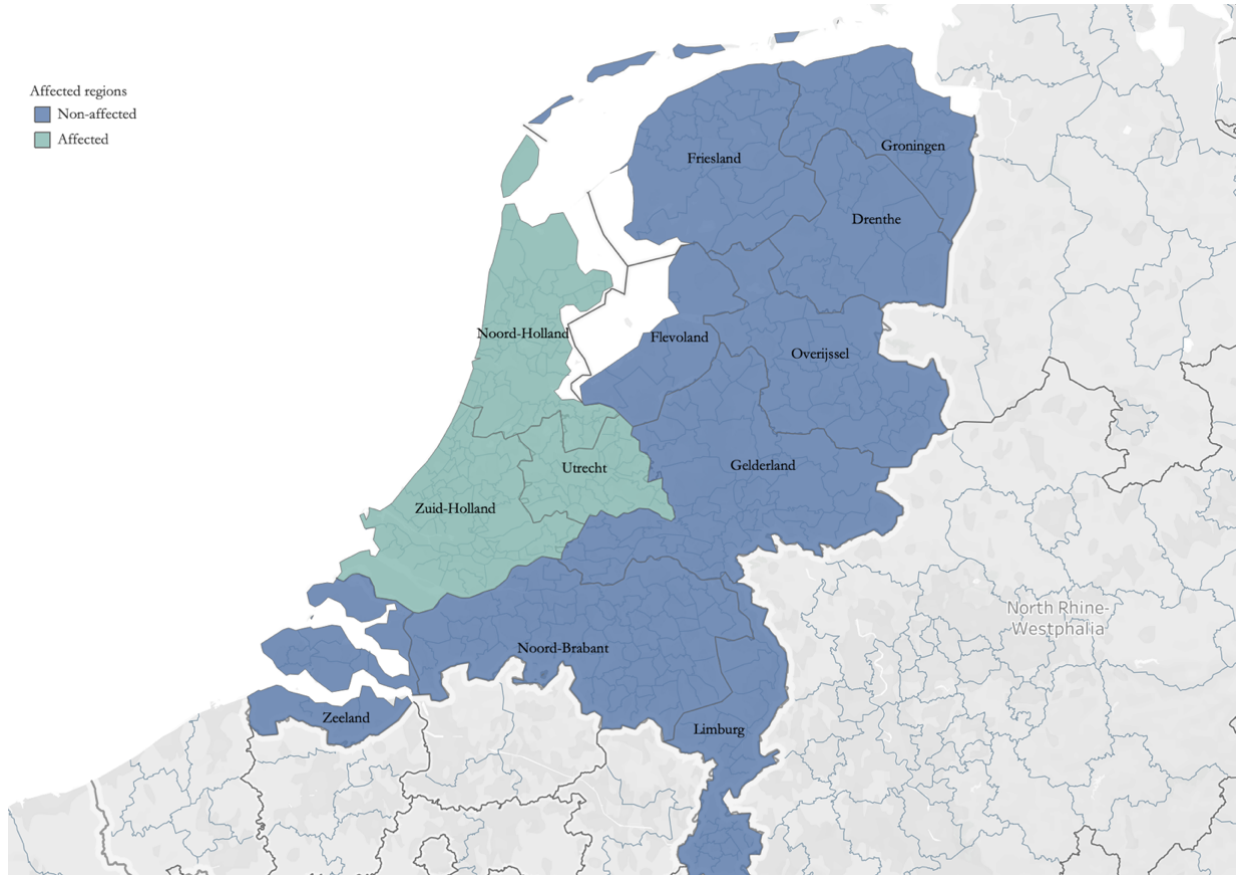 Affected regions
Non-affected
Affected
Groningen
Friesland
Drenthe
Noord-Holland
Flevoland
Overijssel
Utrecht
Gelderland
Zuid-Holland
North Rhine-
Westphalia
Noord-Brabant
Zeeland
Limburg